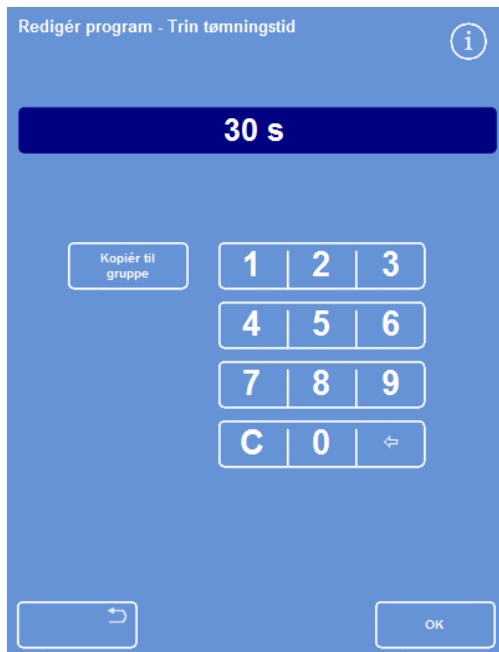 Redigér program - Trin tømningstid
i
30 s
Kopiér til
gruppe
1 2 3
4 5 6
7 8 9
C 0 ⇦
OK